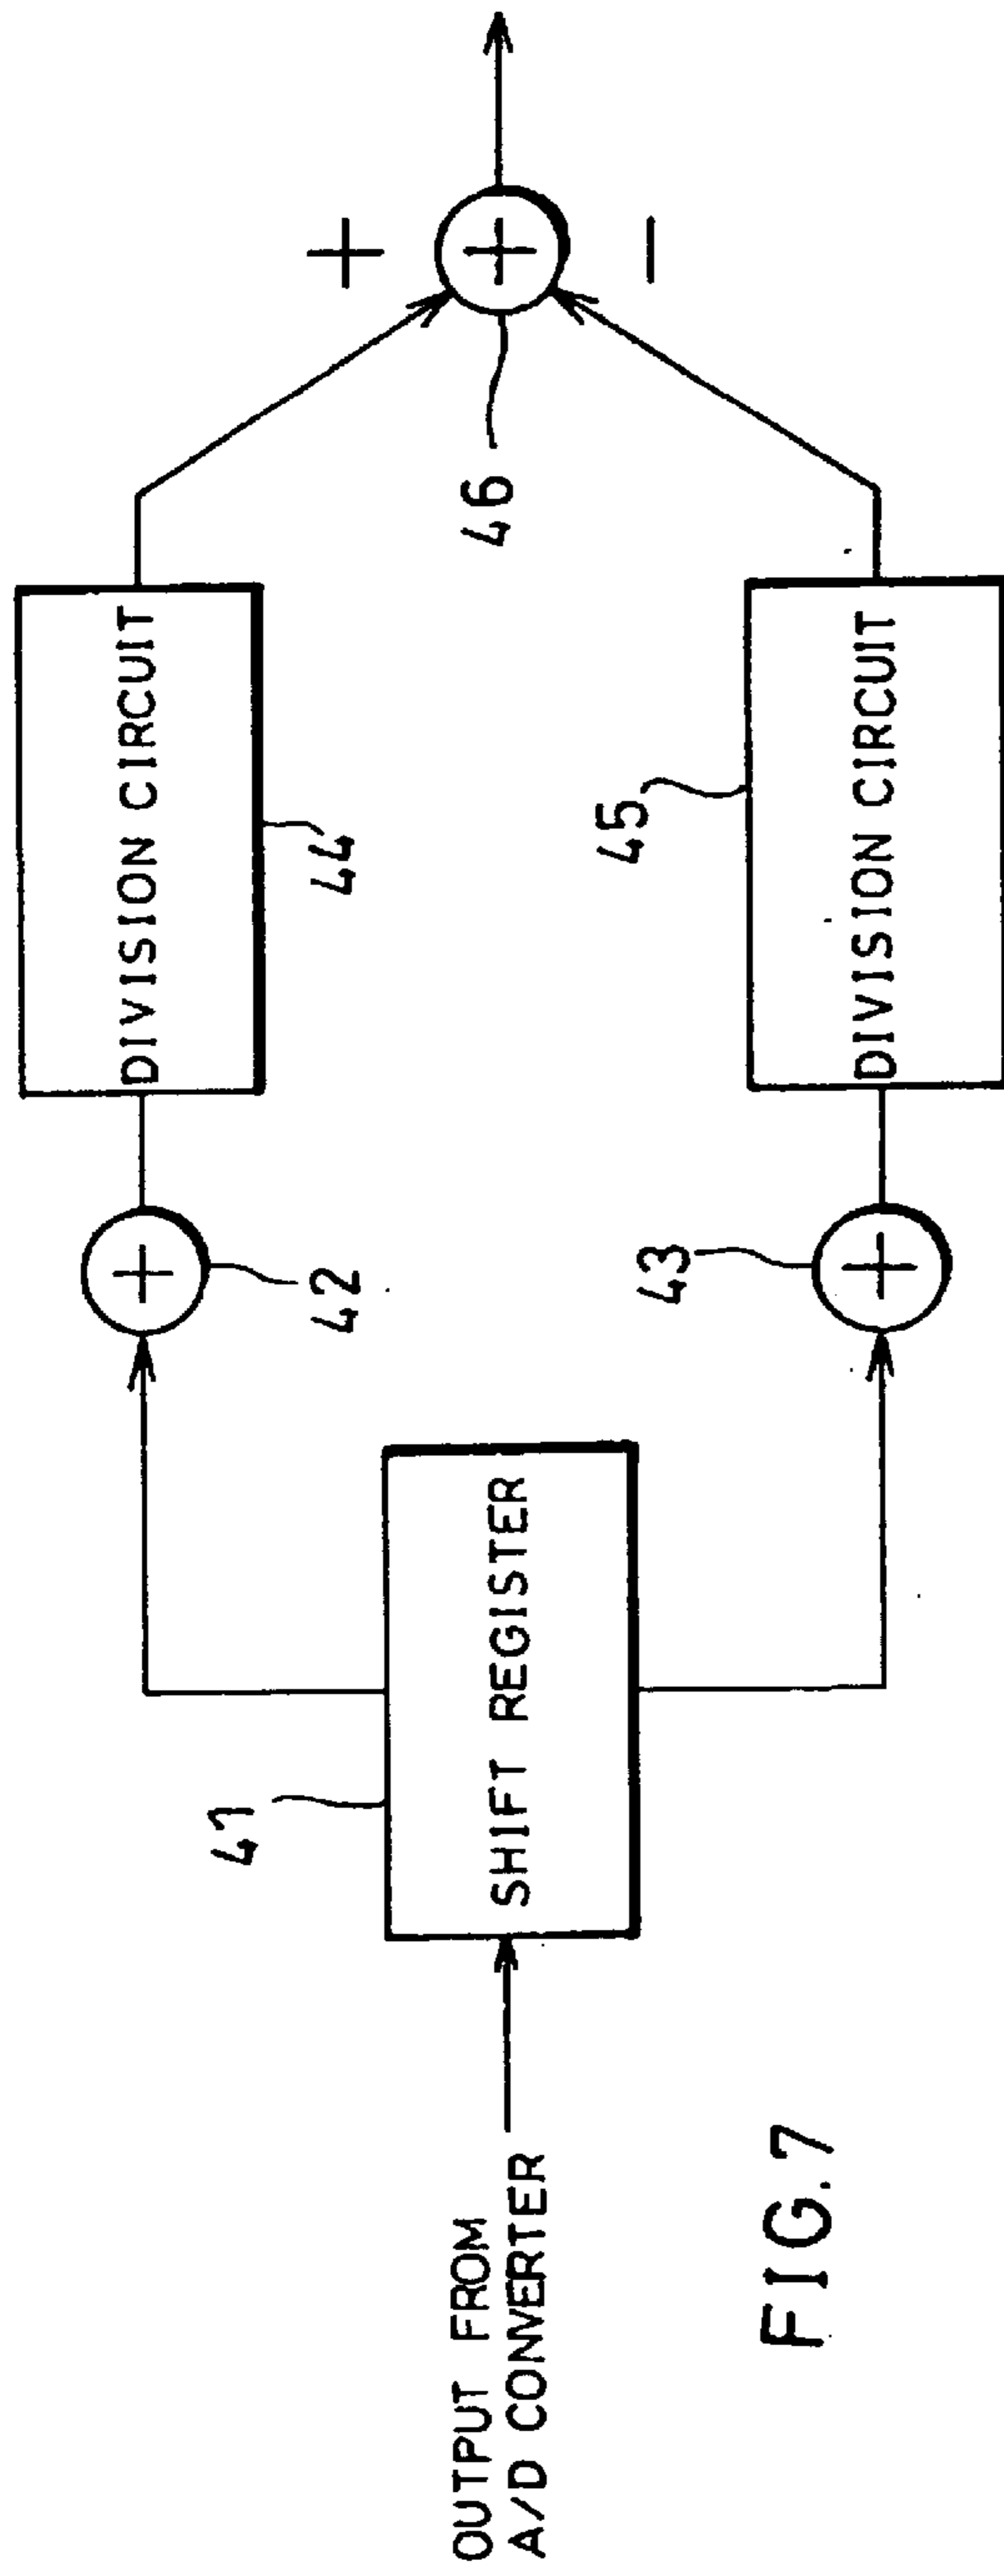 DIVISION CIRCUIT
44
+
42
+
46
+
-
41
SHIFT REGISTER
OUTPUT FROM
A/D CONVERTER
45
43
+
DIVISION CIRCUIT
FIG.7